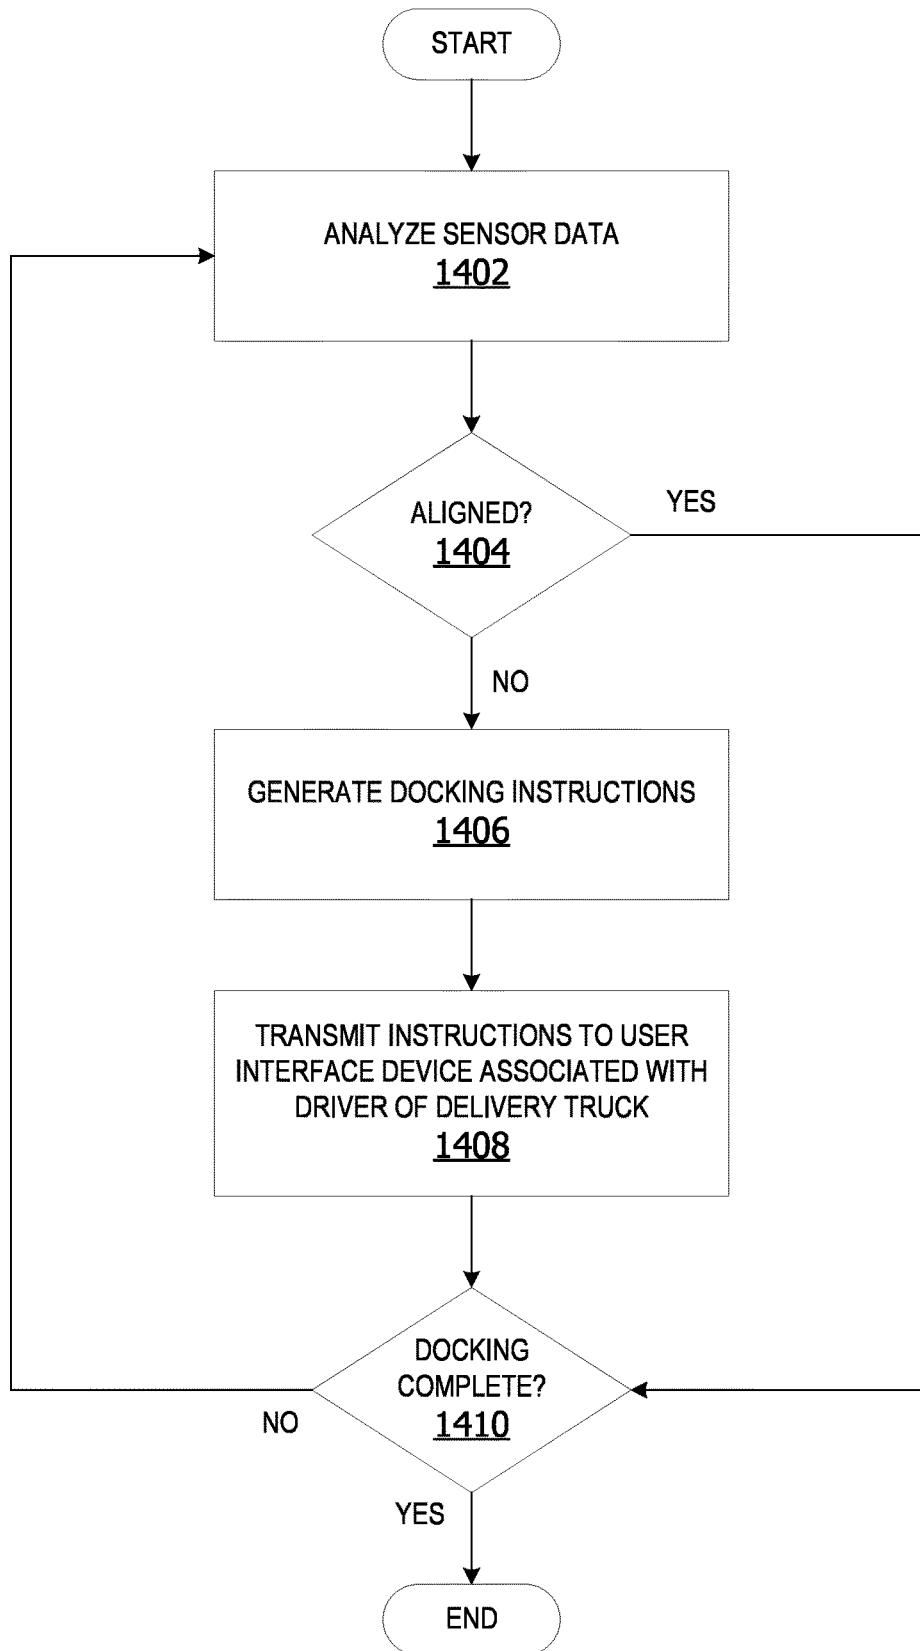 START
ANALYZE SENSOR DATA
1402
ALIGNED?
1404
YES
NO
GENERATE DOCKING INSTRUCTIONS
1406
TRANSMIT INSTRUCTIONS TO USER
INTERFACE DEVICE ASSOCIATED WITH
DRIVER OF DELIVERY TRUCK
1408
DOCKING
COMPLETE?
1410
NO
YES
END